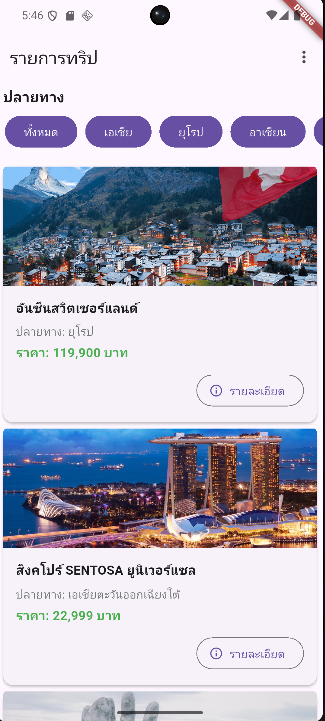 5:46
DEBUG
รายการทริป
ปลายทาง
ทั้งหมด
เอเชีย
ยุโรป
อาเซียน
อันซีนสวิตเซอร์แลนด์
ปลายทาง: ยุโรป
ราคา: 119,900 บาท
รายละเอียด
สิงคโปร์ SENTOSA ยูนิเวอร์แซล
ปลายทาง: เอเชียตะวันออกเฉียงใต้
ราคา: 22,999 บาท
รายละเอียด